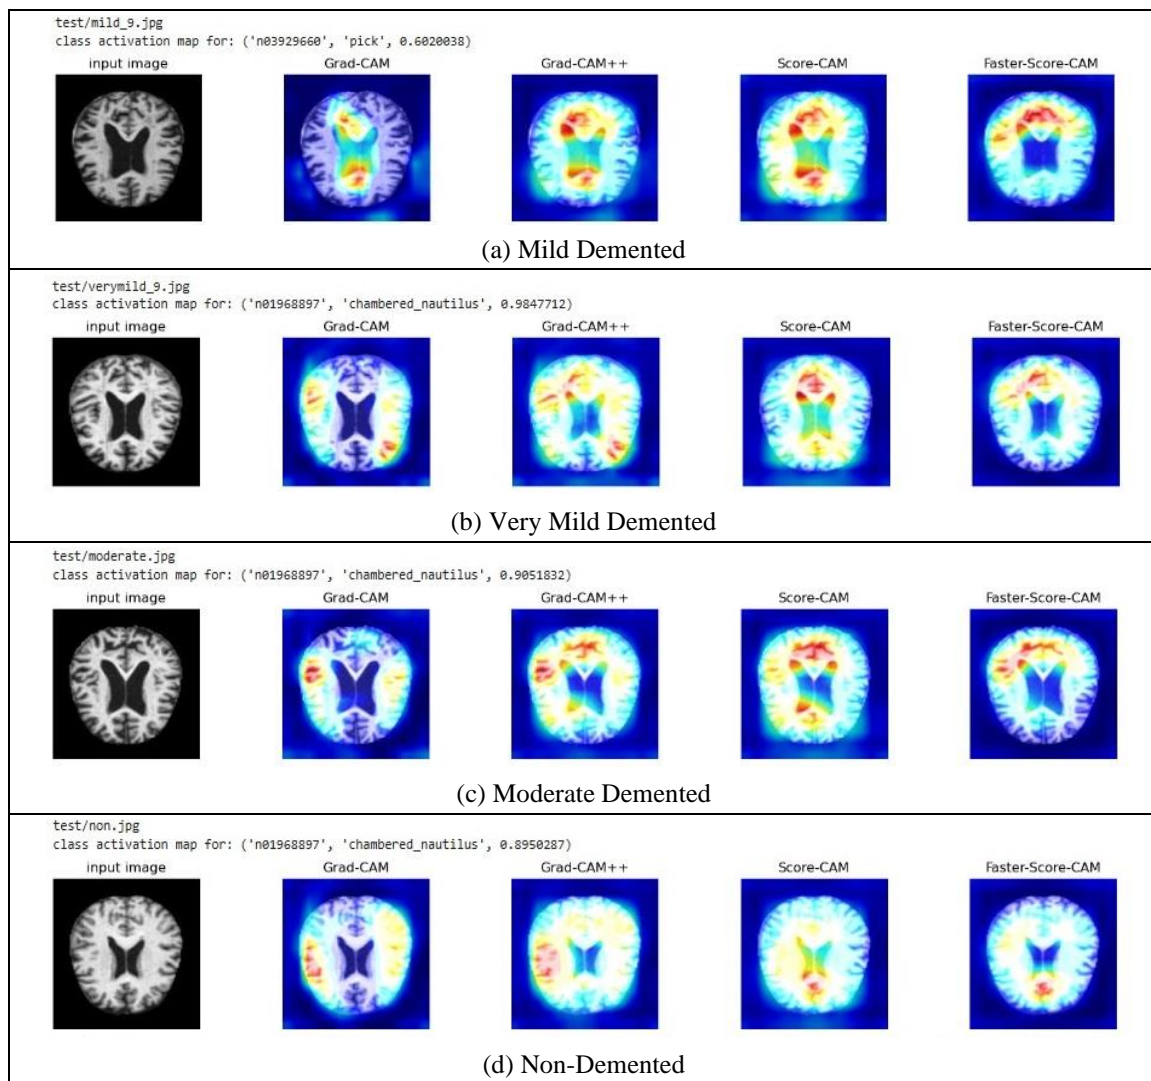 test/mild_9.jpg
class activation map for: ('n03929660', 'pick', 0.6020038)
input image Grad-CAM Grad-CAM++ Score-CAM Faster-Score-CAM
(a) Mild Demented
test/verymild_9.jpg
class activation map for: ('n01968897', 'chambered_nautilus', 0.9847712)
input image Grad-CAM Grad-CAM++ Score-CAM Faster-Score-CAM
(b) Very Mild Demented
test/moderate.jpg
class activation map for: ('n01968897', 'chambered_nautilus', 0.9051832)
input image Grad-CAM Grad-CAM++ Score-CAM Faster-Score-CAM
(c) Moderate Demented
test/non.jpg
class activation map for: ('n01968897', 'chambered_nautilus', 0.8950287)
input image Grad-CAM Grad-CAM++ Score-CAM Faster-Score-CAM
(d) Non-Demented